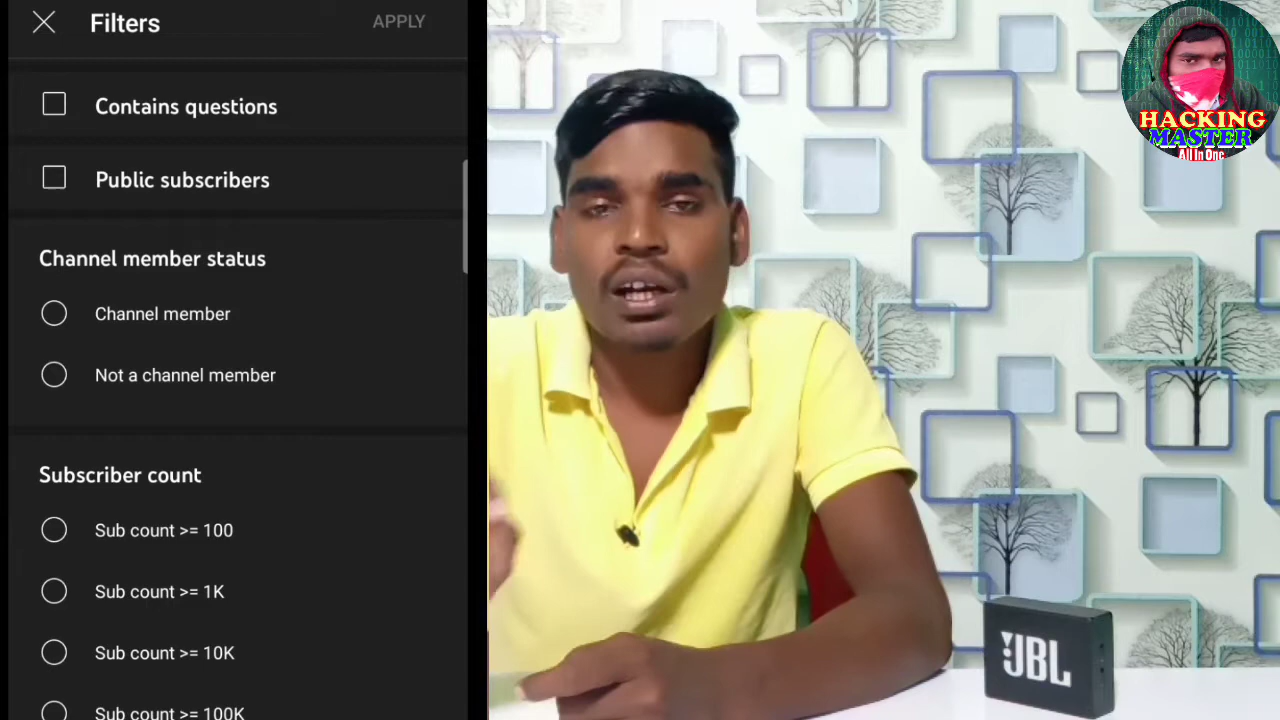 Filters
APPLY
Contains questions
Public subscribers
Channel member status
Channel member
Not a channel member
Subscriber count
Sub count >= 100
Sub count >= 1K
Sub count >= 10K
Sub count >= 100K
HACKING
MASTER
All In One
JBL